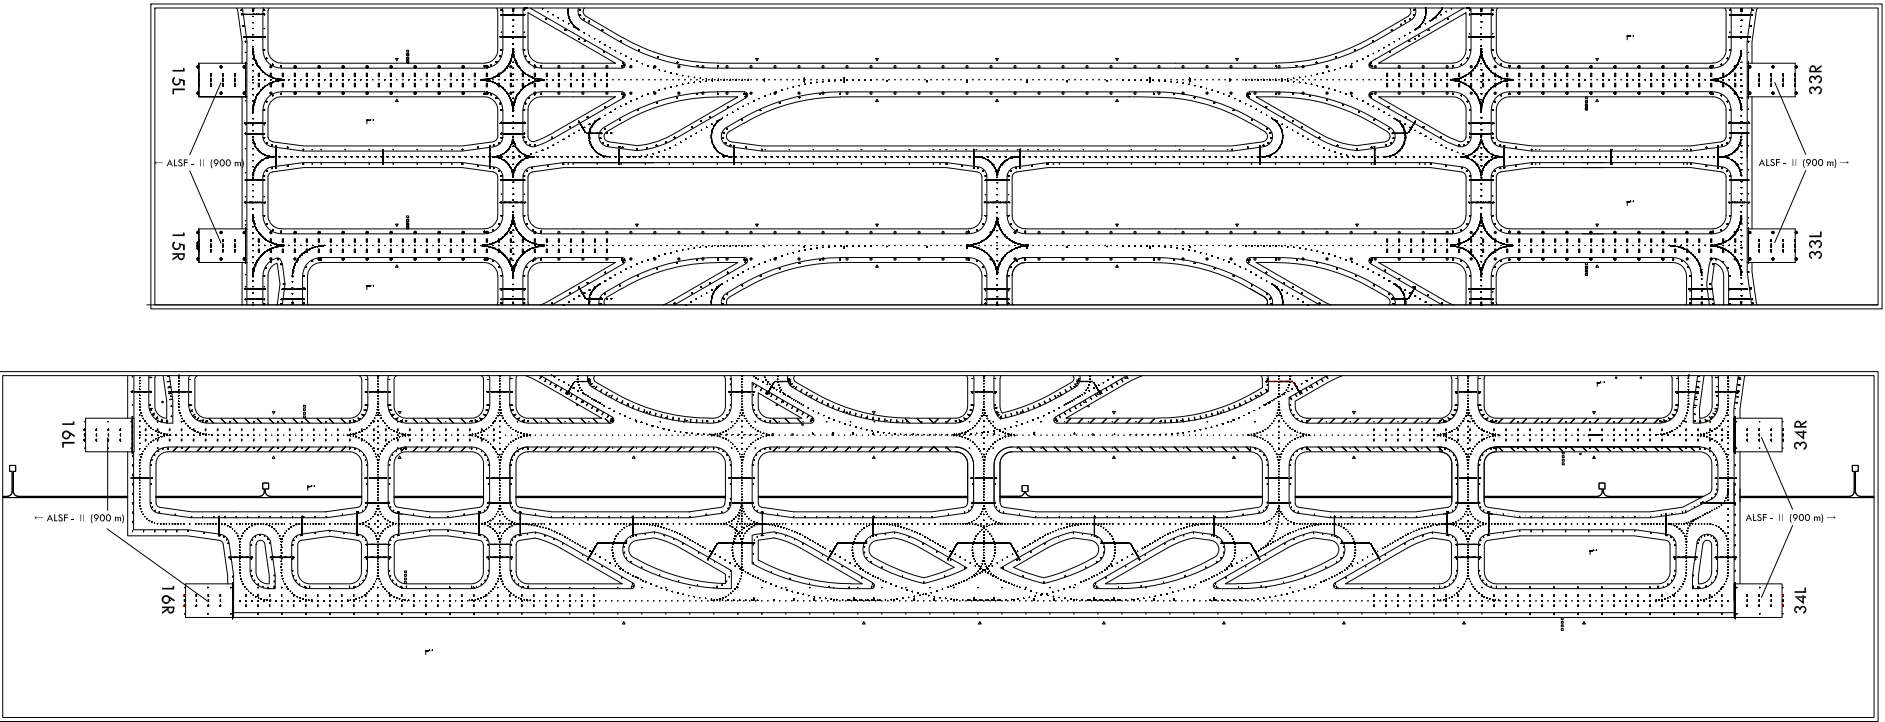 15L
33R
← ALSF - II (900 m)
ALSF - II (900 m) →
15R
33L
16L
34R
← ALSF - II (900 m)
ALSF - II (900 m) →
16R
34L